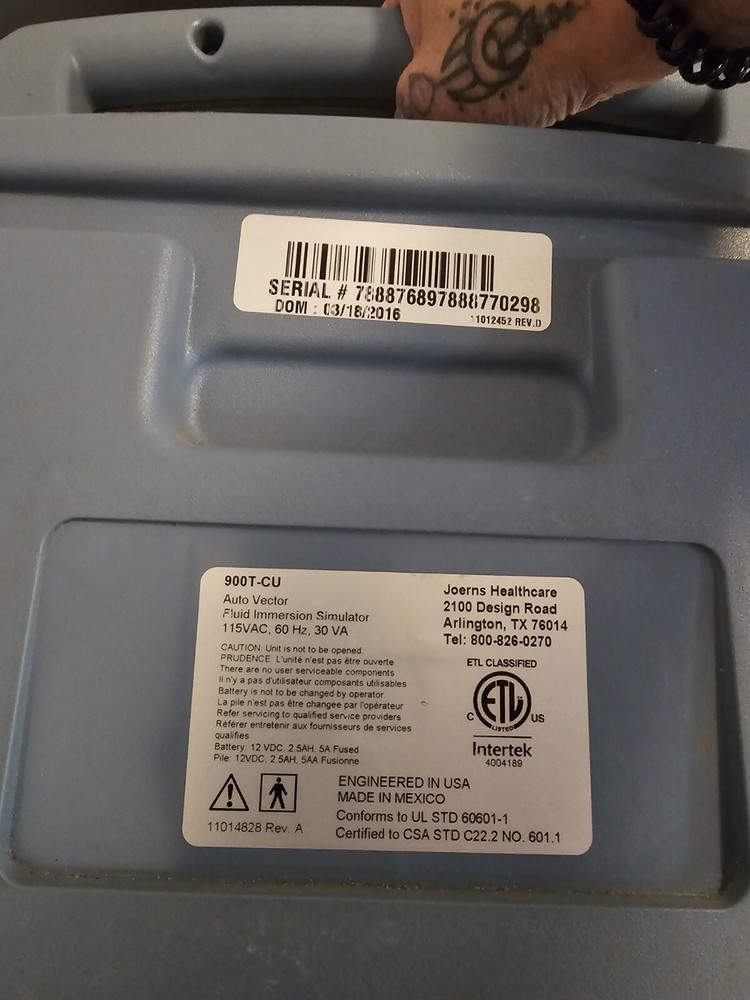 SERIAL # 788876897888770298
DOM : 03/18/2016
11012452 REV.D
900T-CU
Auto Vector
Fluid Immersion Simulator
115VAC, 60 Hz, 30 VA
CAUTION: Unit is not to be opened
PRUDENCE: L'unité n'est pas être ouverte
There are no user serviceable components
Il n'y a pas d'utilisateur composants utilisables
Battery is not to be changed by operator
La pile n'est pas être changée par l'opérateur
Refer servicing to qualified service providers
Référer entretenir aux fournisseurs de services
qualifies
Battery: 12 VDC, 2.5AH, 5A Fused
Pile: 12VDC, 2.5AH, 5AA Fusionne
11014828 Rev. A
Joerns Healthcare
2100 Design Road
Arlington, TX 76014
Tel: 800-826-0270
ETL CLASSIFIED
C ETL US
LISTED
Intertek
4004189
ENGINEERED IN USA
MADE IN MEXICO
Conforms to UL STD 60601-1
Certified to CSA STD C22.2 NO. 601.1